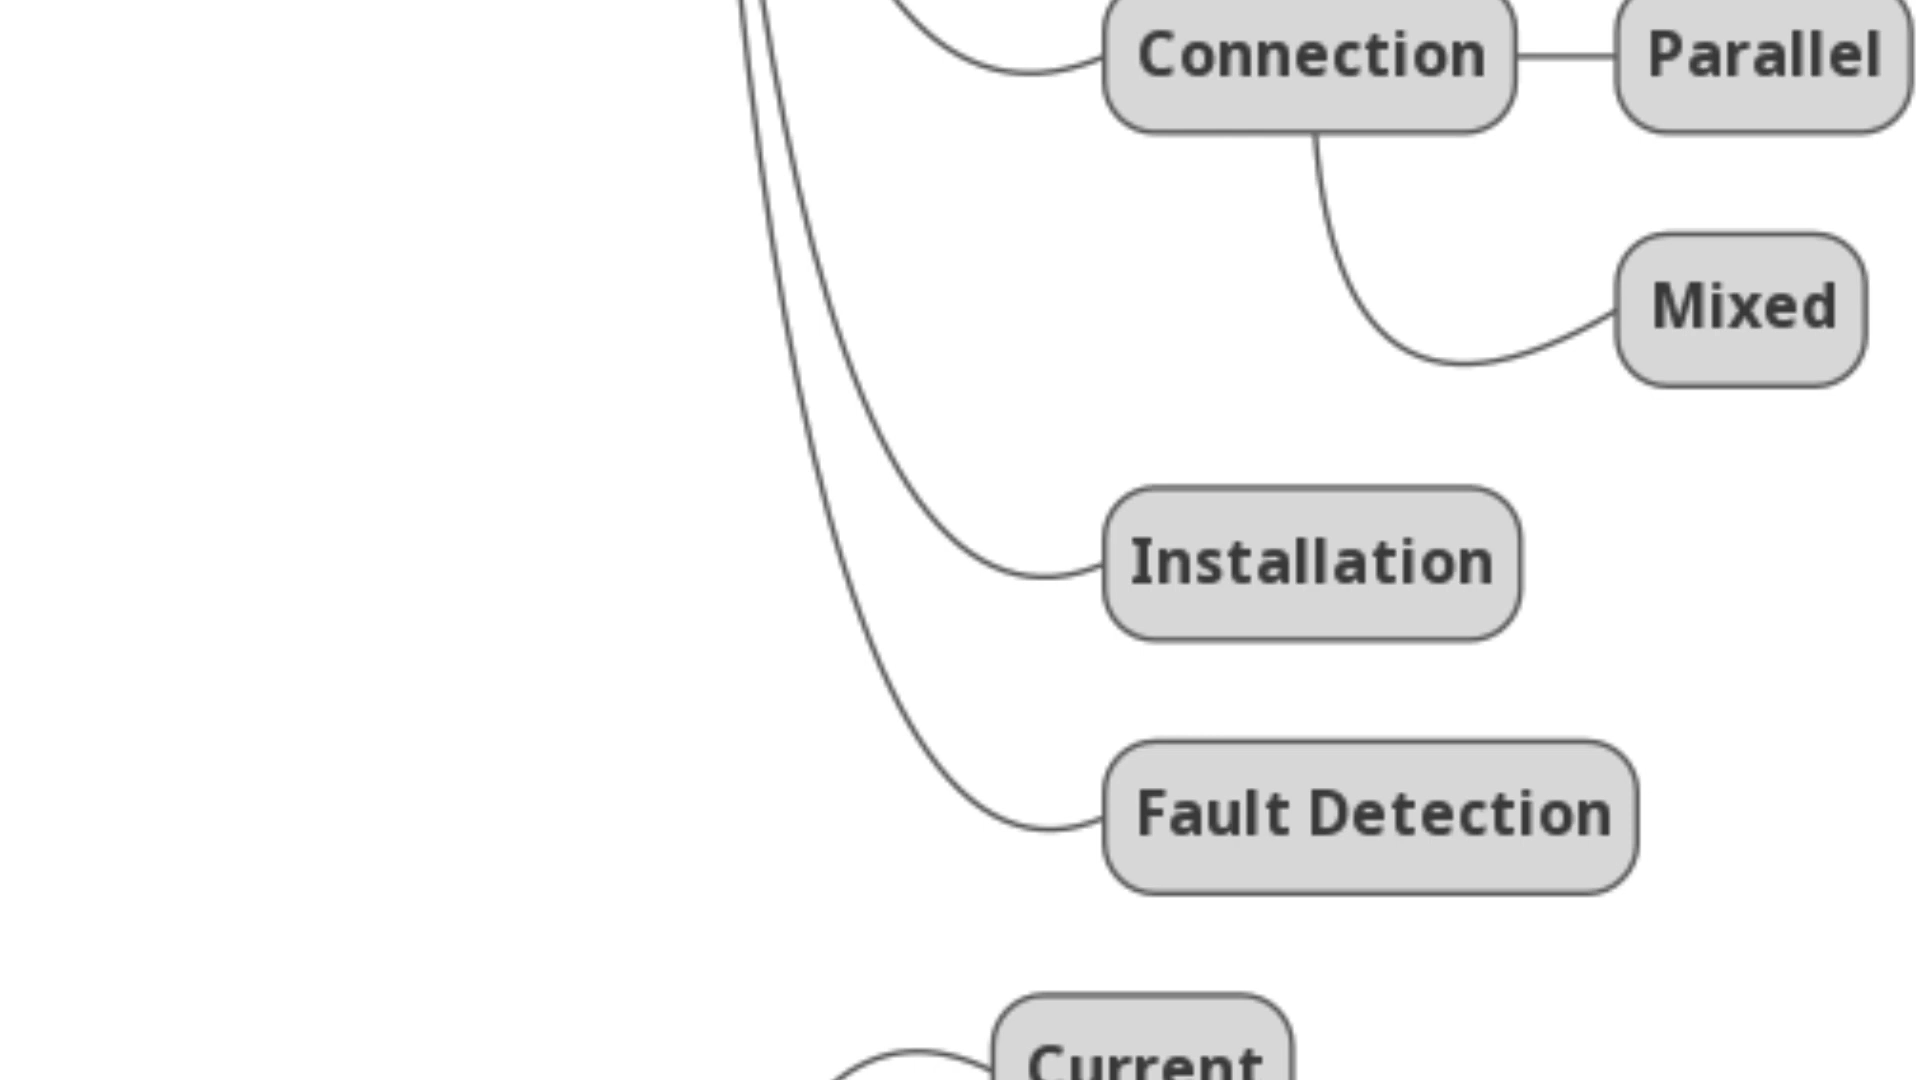 Connection
Parallel
Mixed
Installation
Fault Detection
Current